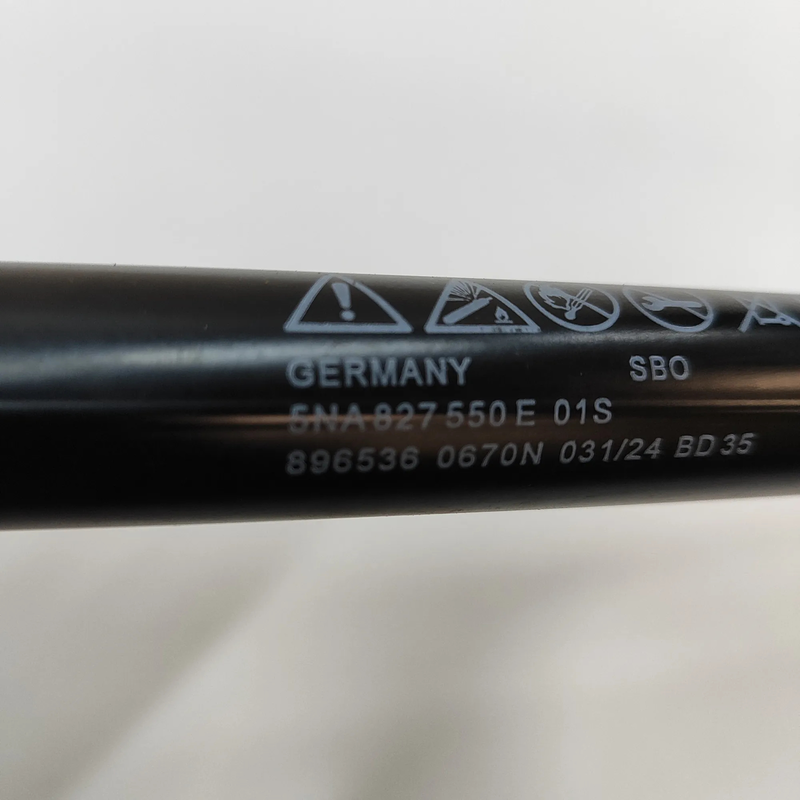 GERMANY SBO
5NA 827 550 E 01S
896536 0670N 031/24 BD 35